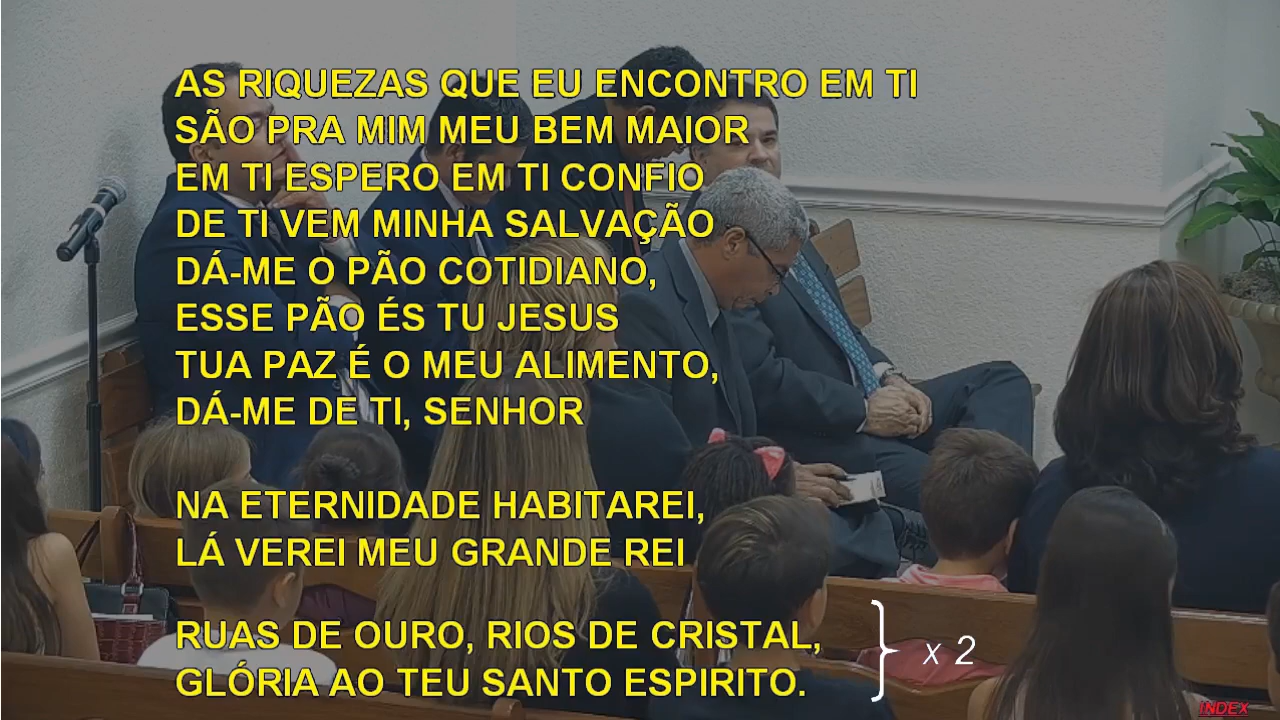 AS RIQUEZAS QUE EU ENCONTRO EM TI
SÃO PRA MIM MEU BEM MAIOR
EM TI ESPERO EM TI CONFIO
DE TI VEM MINHA SALVAÇÃO
DÁ-ME O PÃO COTIDIANO,
ESSE PÃO ÉS TU JESUS
TUA PAZ É O MEU ALIMENTO,
DÁ-ME DE TI, SENHOR
NA ETERNIDADE HABITAREI,
LÁ VEREI MEU GRANDE REI
RUAS DE OURO, RIOS DE CRISTAL,
GLÓRIA AO TEU SANTO ESPIRITO.
x 2
INDEX